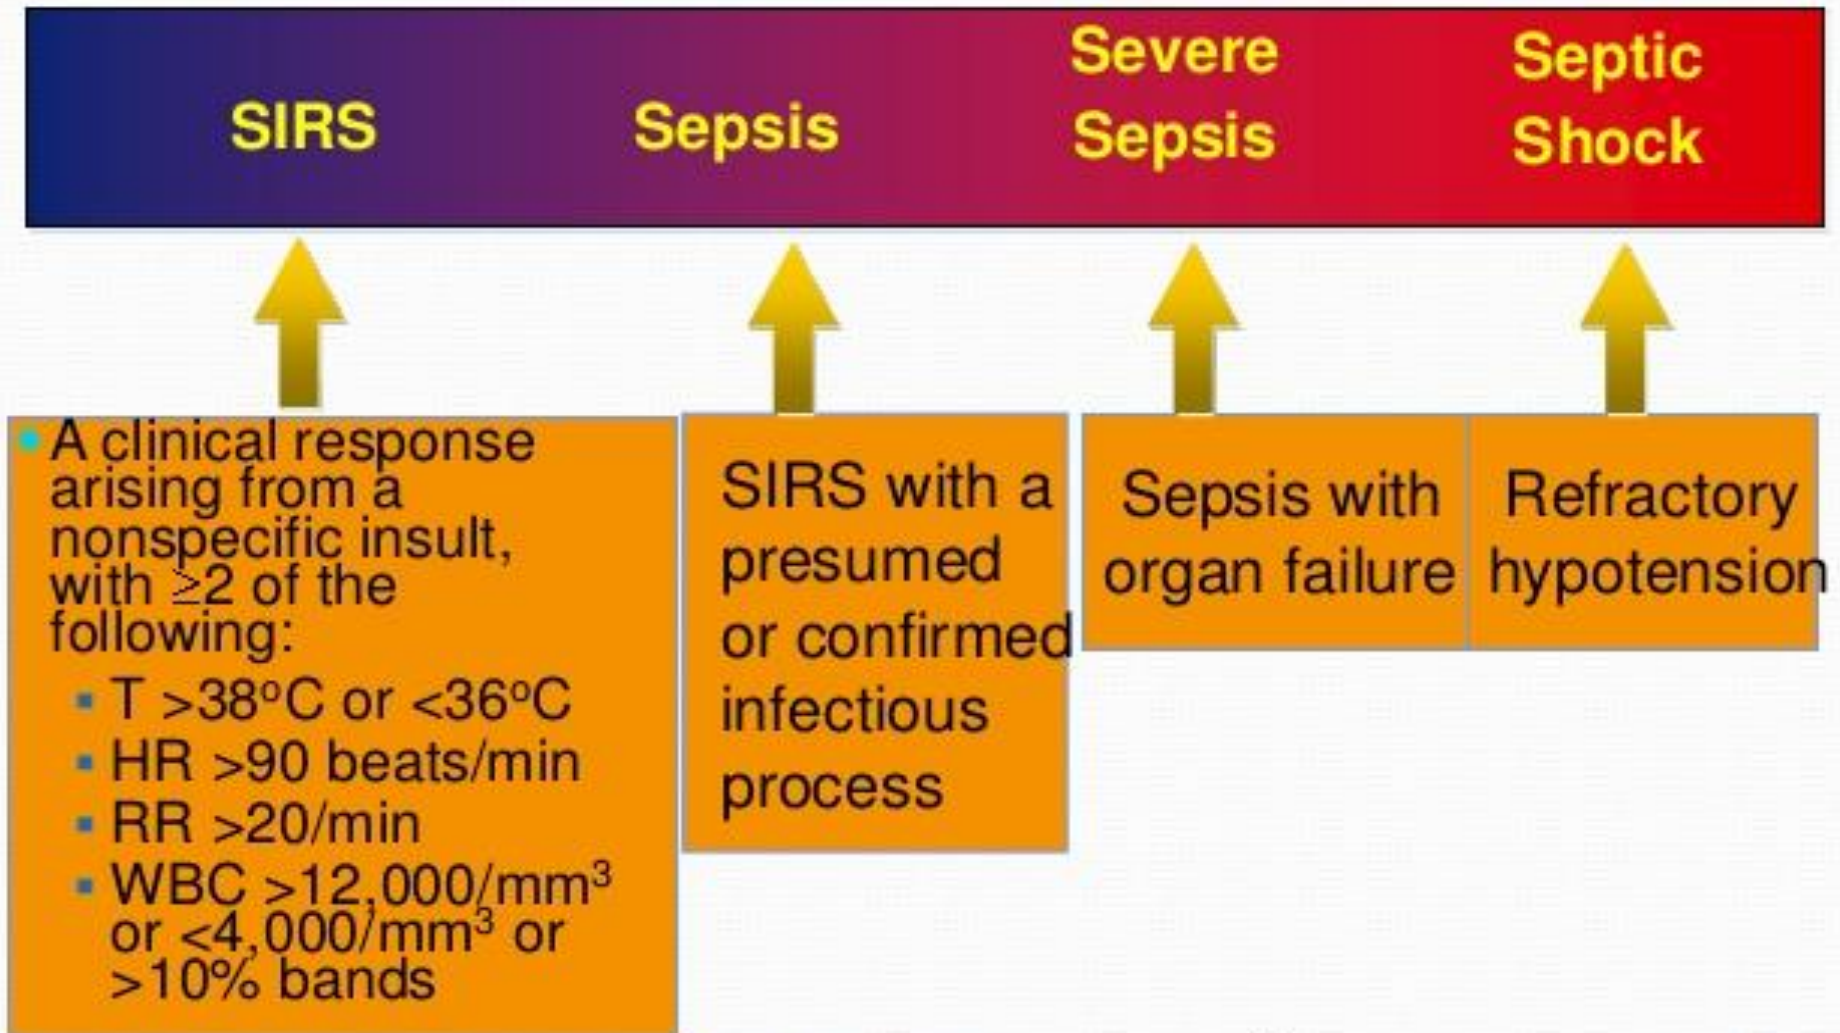 SIRS
Sepsis
Severe
Sepsis
Septic
Shock
• A clinical response
arising from a
nonspecific insult,
with ≥2 of the
following:
▪ T >38ºC or <36ºC
▪ HR >90 beats/min
▪ RR >20/min
▪ WBC >12,000/mm³
or <4,000/mm³ or
>10% bands
SIRS with a
presumed
or confirmed
infectious
process
Sepsis with
organ failure
Refractory
hypotension